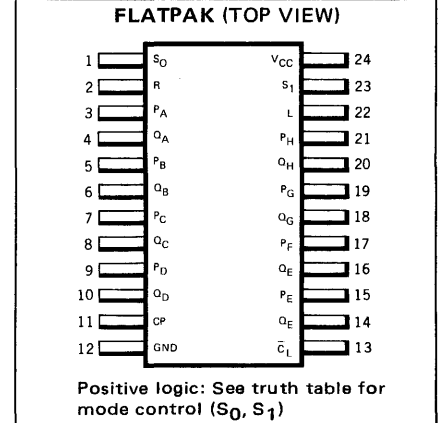 FLATPAK (TOP VIEW)
1 S0 VCC 24
2 R S1 23
3 PA L 22
4 QA PH 21
5 PB QH 20
6 QB PG 19
7 PC QG 18
8 QC PF 17
9 PD QE 16
10 QD PE 15
11 CP QE 14
12 GND C̅L 13
Positive logic: See truth table for
mode control (S0, S1)